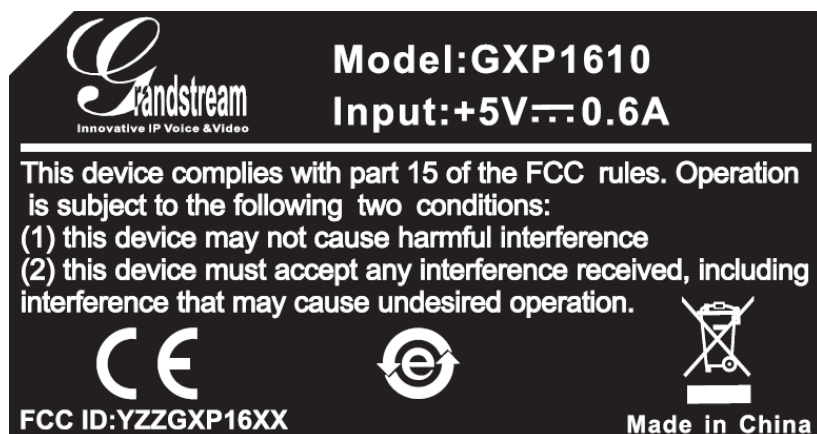 Grandstream
Innovative IP Voice & Video
Model:GXP1610
Input:+5V⎓0.6A
This device complies with part 15 of the FCC rules. Operation
is subject to the following two conditions:
(1) this device may not cause harmful interference
(2) this device must accept any interference received, including
interference that may cause undesired operation.
CE
e
FCC ID:YZZGXP16XX
Made in China